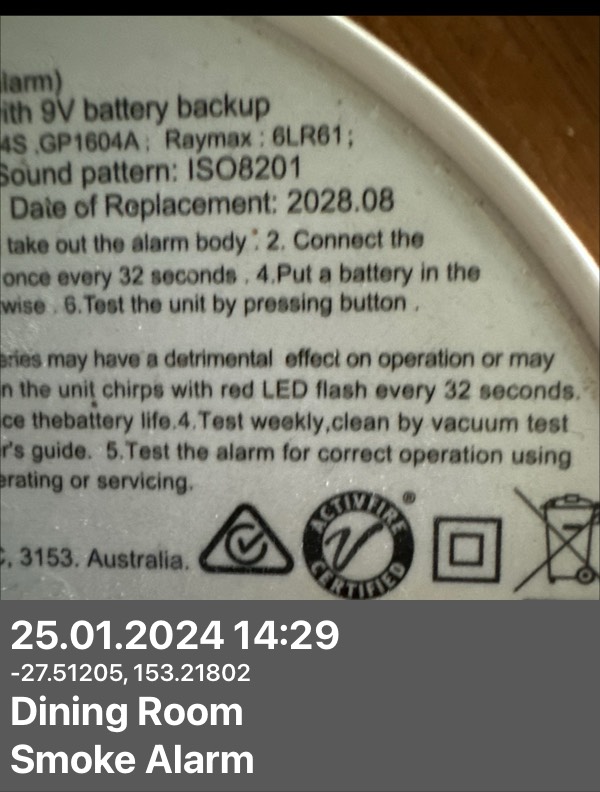 larm)
ith 9V battery backup
4S .GP1604A ; Raymax : 6LR61;
Sound pattern: ISO8201
Date of Replacement: 2028.08
take out the alarm body . 2. Connect the
once every 32 seconds . 4.Put a battery in the
wise . 6.Test the unit by pressing button .
eries may have a detrimental effect on operation or may
n the unit chirps with red LED flash every 32 seconds.
ce thebattery life.4.Test weekly,clean by vacuum test
r's guide. 5.Test the alarm for correct operation using
erating or servicing.
C, 3153. Australia.
ACTIVFIRE ®
CERTIFIED
25.01.2024 14:29
-27.51205, 153.21802
Dining Room
Smoke Alarm